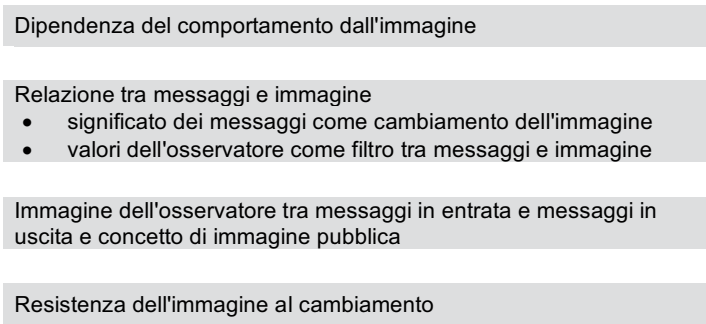 Dipendenza del comportamento dall'immagine
Relazione tra messaggi e immagine
• significato dei messaggi come cambiamento dell'immagine
• valori dell'osservatore come filtro tra messaggi e immagine
Immagine dell'osservatore tra messaggi in entrata e messaggi in
uscita e concetto di immagine pubblica
Resistenza dell'immagine al cambiamento